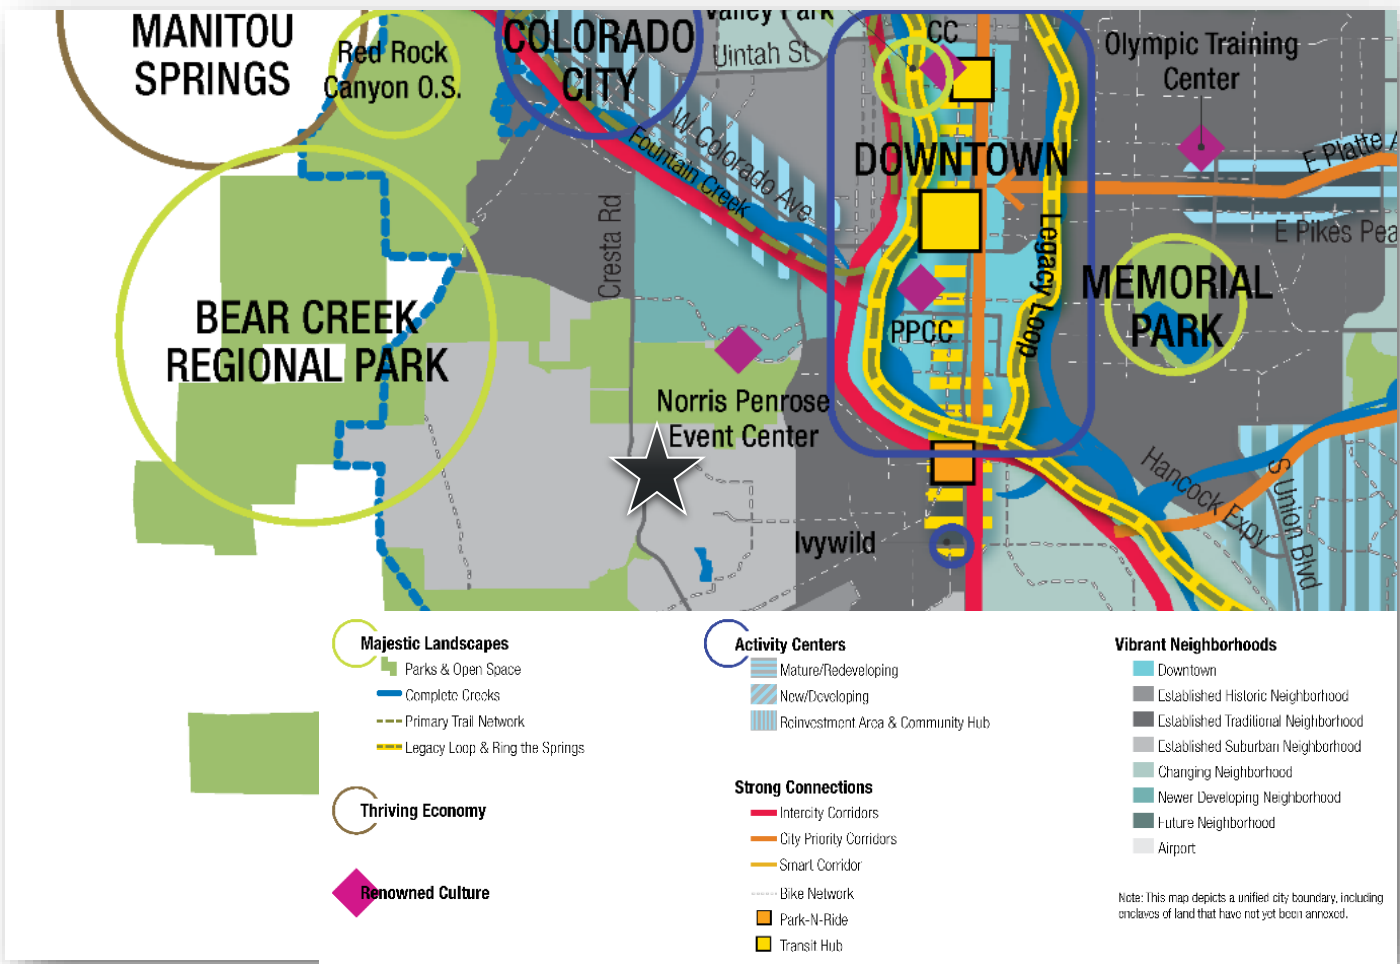 MANITOU
SPRINGS
Red Rock
Canyon O.S.
COLORADO
CITY
Valley Park
Uintah St
CC
Olympic Training
Center
W Colorado Ave
Fountain Creek
DOWNTOWN
E Platte A
E Pikes Pea
Cresta Rd
Legacy Loop
MEMORIAL
PARK
BEAR CREEK
REGIONAL PARK
PPCC
Norris Penrose
Event Center
Hancock Expy
S Union Blvd
Ivywild
Majestic Landscapes
Parks & Open Space
Complete Creeks
Primary Trail Network
Legacy Loop & Ring the Springs
Thriving Economy
Renowned Culture
Activity Centers
Mature/Redeveloping
New/Developing
Reinvestment Area & Community Hub
Strong Connections
Intercity Corridors
City Priority Corridors
Smart Corridor
Bike Network
Park-N-Ride
Transit Hub
Vibrant Neighborhoods
Downtown
Established Historic Neighborhood
Established Traditional Neighborhood
Established Suburban Neighborhood
Changing Neighborhood
Newer Developing Neighborhood
Future Neighborhood
Airport
Note: This map depicts a unified city boundary, including
enclaves of land that have not yet been annexed.